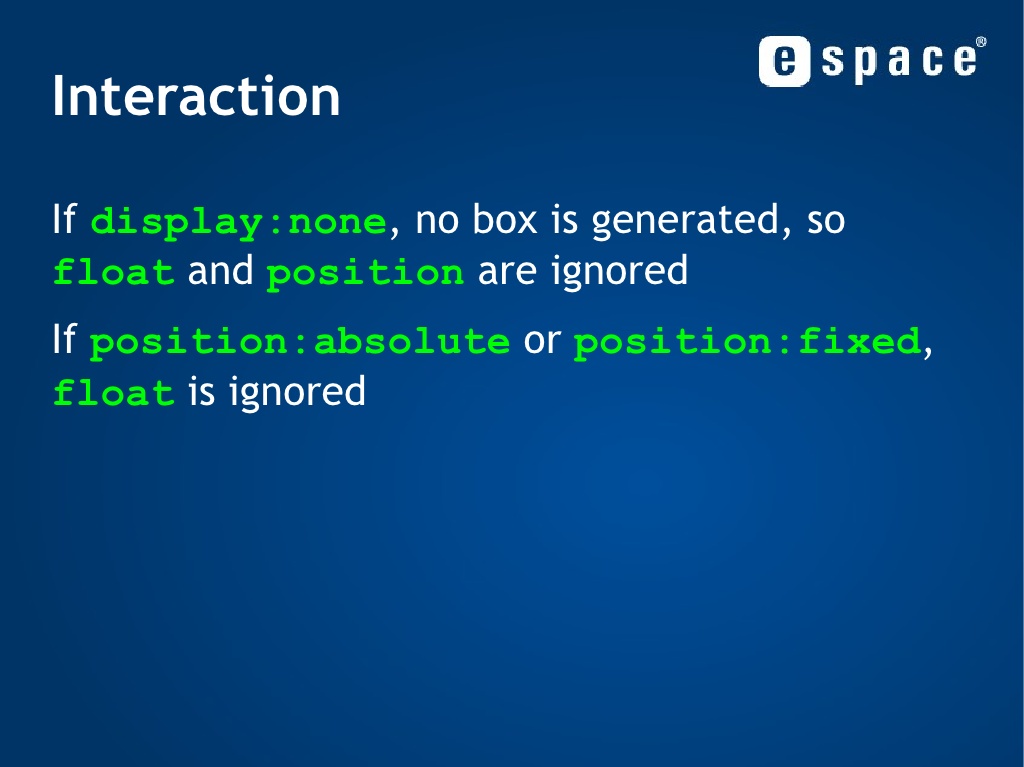 e space®
Interaction
If display:none, no box is generated, so
float and position are ignored
If position:absolute or position:fixed,
float is ignored